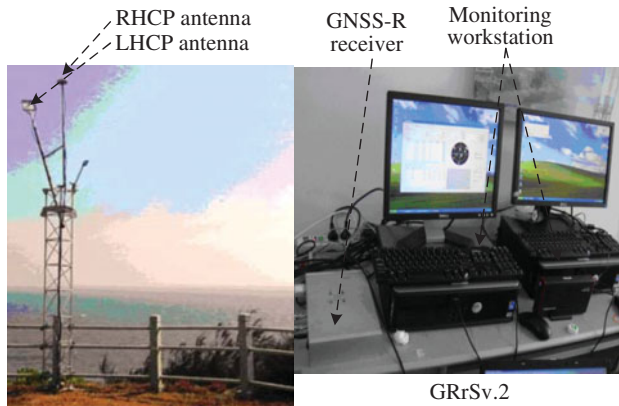 RHCP antenna
LHCP antenna
GNSS-R
receiver
Monitoring
workstation
GRrSv.2